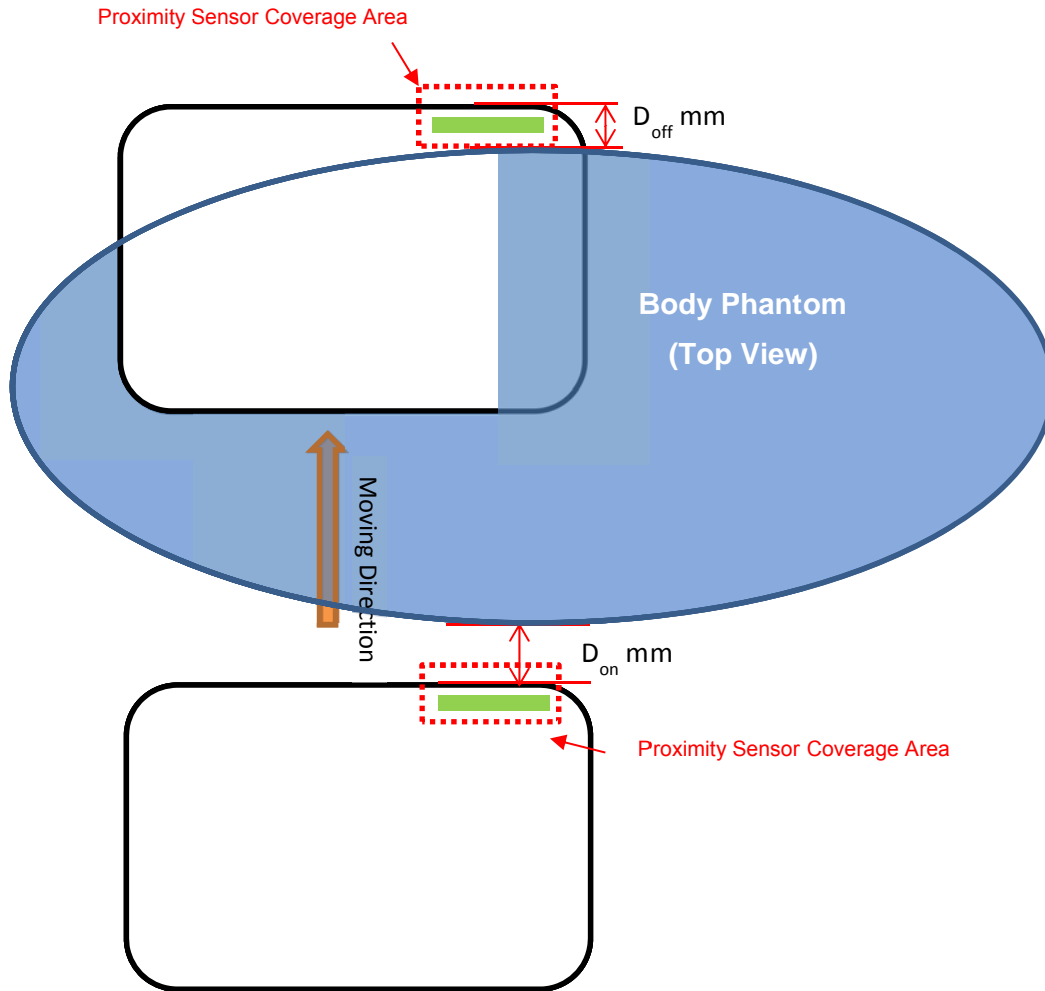 Proximity Sensor Coverage Area
Doff mm
Body Phantom
(Top View)
Moving Direction
Don mm
Proximity Sensor Coverage Area